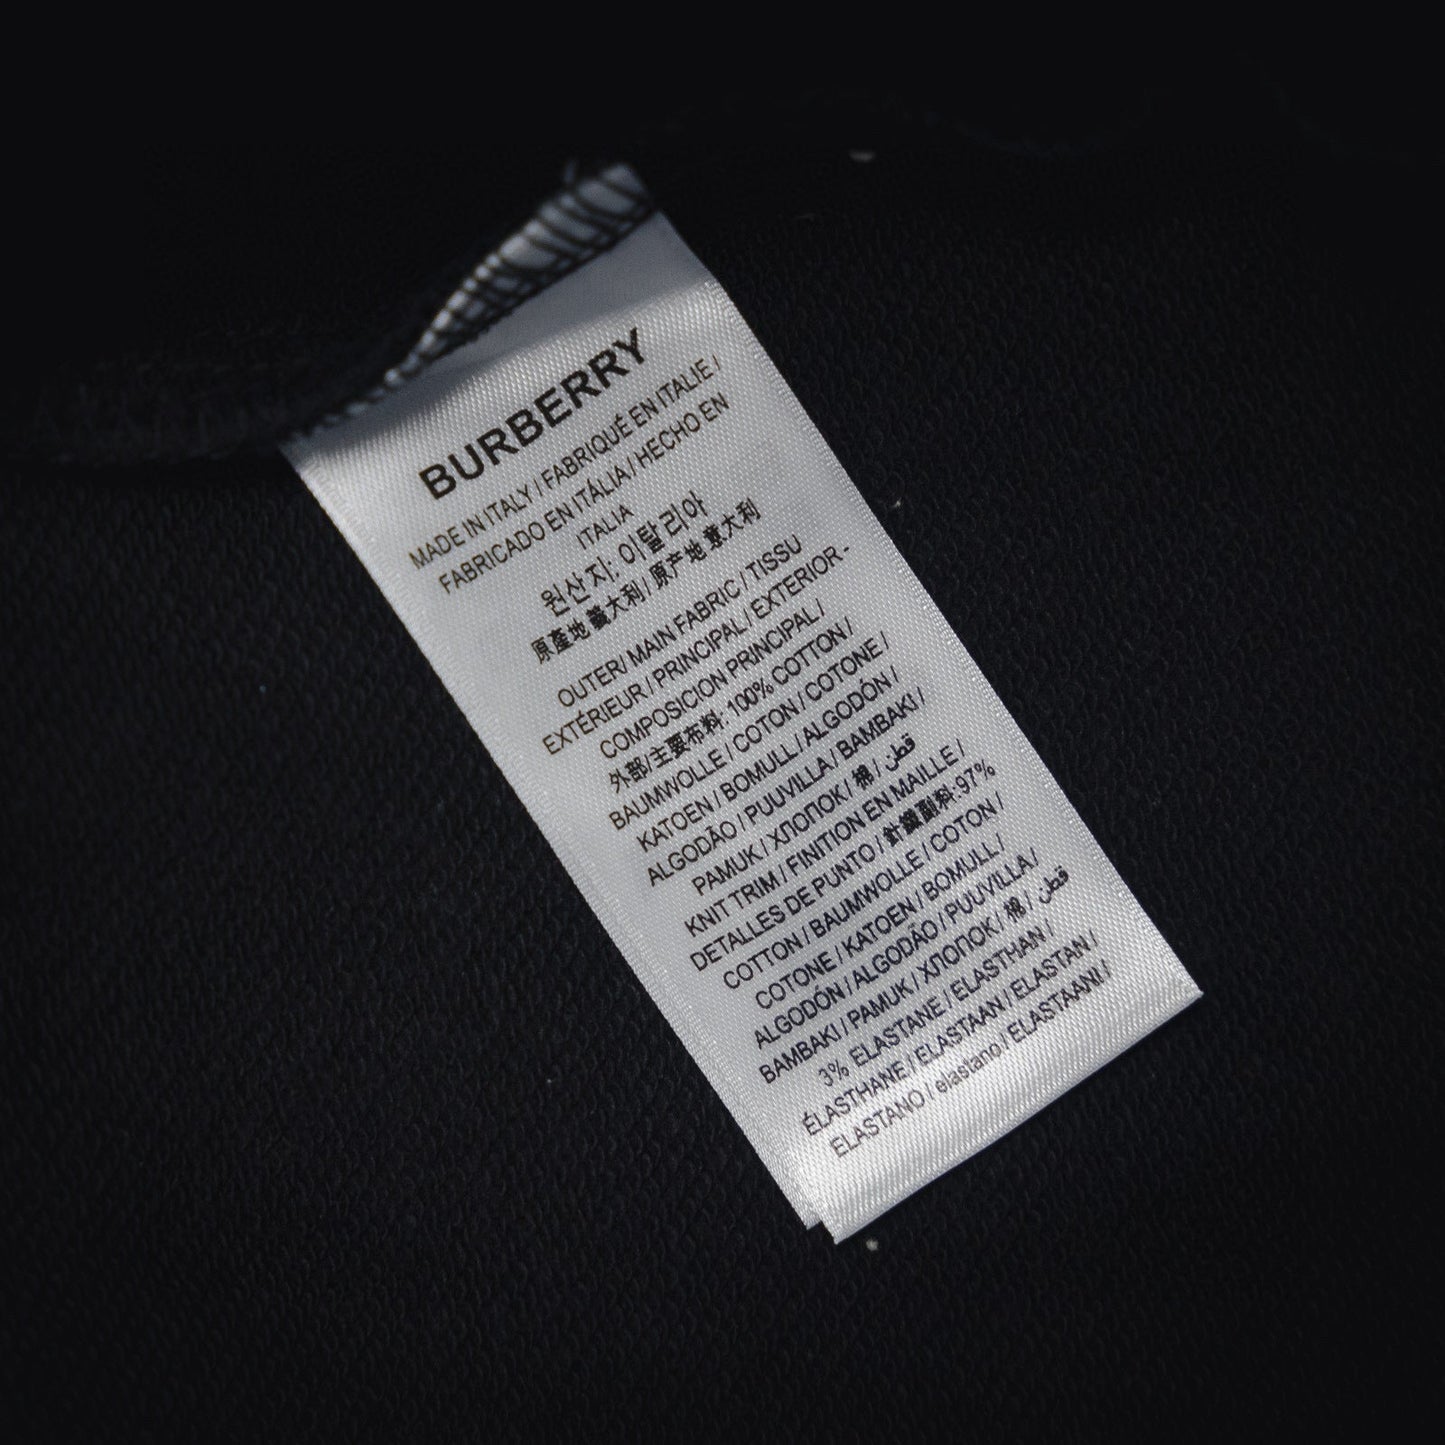 BURBERRY
MADE IN ITALY / FABRIQUÉ EN ITALIE /
FABRICADO EN ITÁLIA / HECHO EN
ITALIA
원산지; 이탈리아
原產地 義大利 / 原产地 意大利
OUTER/ MAIN FABRIC / TISSU
EXTÉRIEUR / PRINCIPAL / EXTERIOR -
COMPOSICION PRINCIPAL /
外部/主要布料: 100% COTTON /
BAUMWOLLE / COTON / COTONE /
KATOEN / BOMULL / ALGODÓN /
ALGODÃO / PUUVILLA / BAMBAKI /
PAMUK / ХЛОПОК / 棉 / قطن
KNIT TRIM / FINITION EN MAILLE /
DETALLES DE PUNTO / 針織副料: 97%
COTTON / BAUMWOLLE / COTON /
COTONE / KATOEN / BOMULL /
ALGODÓN / ALGODÃO / PUUVILLA /
BAMBAKI / PAMUK / ХЛОПОК / 棉 / قطن
3% ELASTANE / ELASTHAN /
ÉLASTHANE / ELASTAAN / ELASTAN /
ELASTANO / elastano / ELASTAANI /